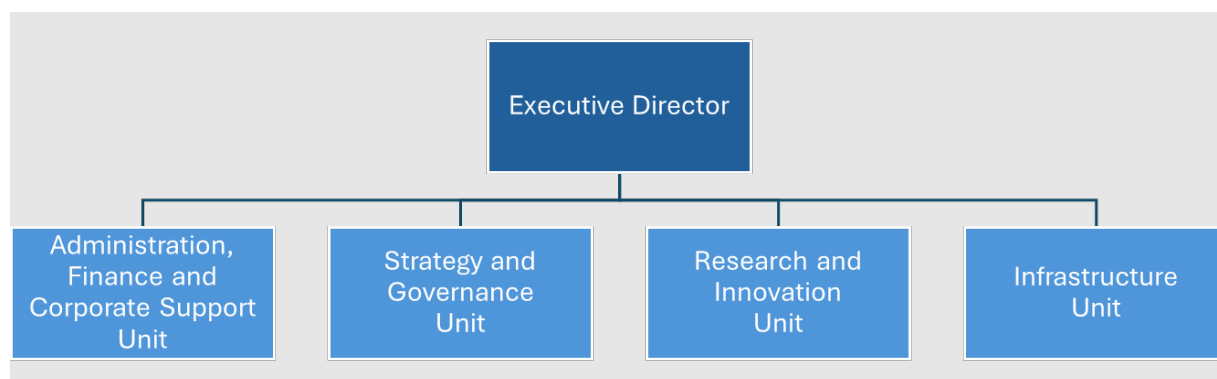 Executive Director
Administration,
Finance and
Corporate Support
Unit
Strategy and
Governance
Unit
Research and
Innovation
Unit
Infrastructure
Unit